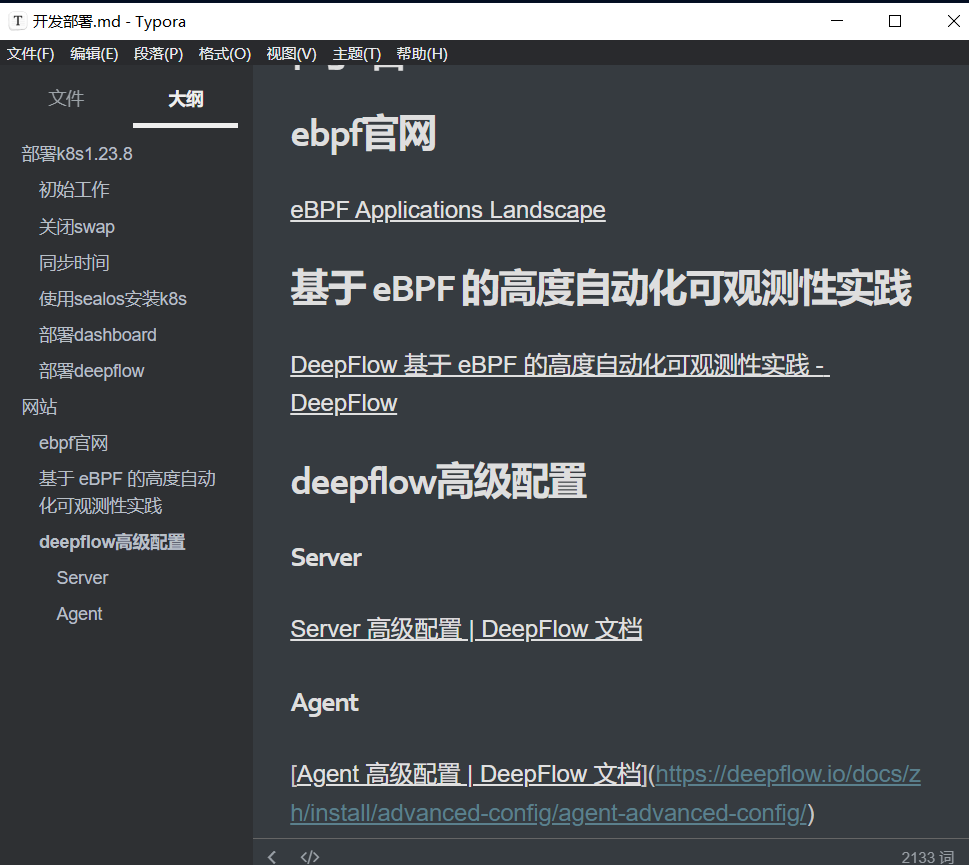 开发部署.md - Typora
文件(F) 编辑(E) 段落(P) 格式(O) 视图(V) 主题(T) 帮助(H)
文件 大纲
部署k8s1.23.8
初始工作
关闭swap
同步时间
使用sealos安装k8s
部署dashboard
部署deepflow
网站
ebpf官网
基于 eBPF 的高度自动
化可观测性实践
deepflow高级配置
Server
Agent
ebpf官网
eBPF Applications Landscape
基于 eBPF 的高度自动化可观测性实践
DeepFlow 基于 eBPF 的高度自动化可观测性实践 -
DeepFlow
deepflow高级配置
Server
Server 高级配置 | DeepFlow 文档
Agent
[Agent 高级配置 | DeepFlow 文档](https://deepflow.io/docs/z
h/install/advanced-config/agent-advanced-config/)
2133 词